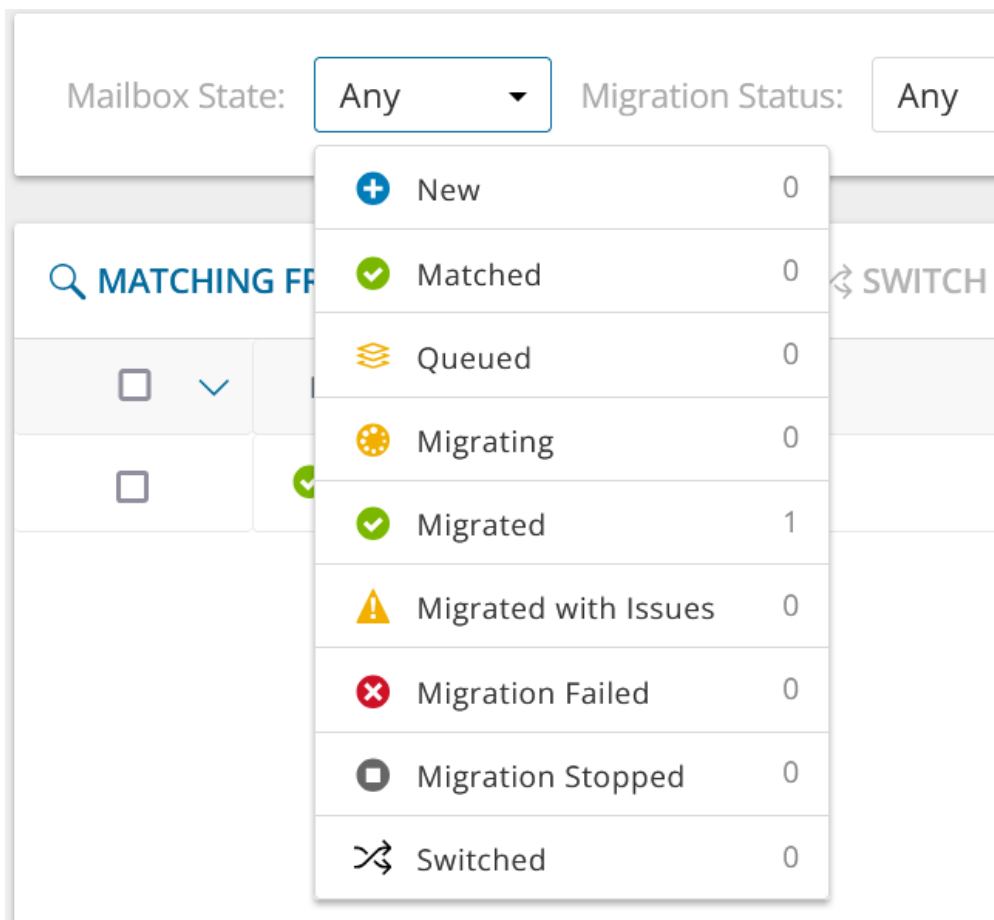 Mailbox State: Any Migration Status: Any
New 0
Matched 0
MATCHING SWITCH
Queued 0
Migrating 0
Migrated 1
Migrated with Issues 0
Migration Failed 0
Migration Stopped 0
Switched 0